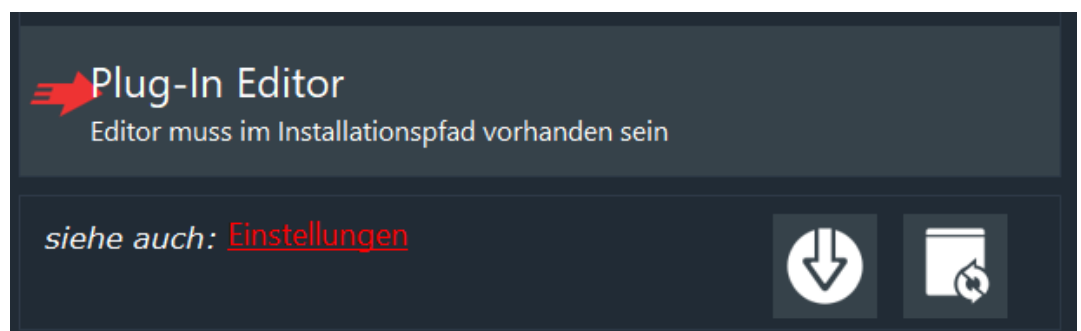 Plug-In Editor
Editor muss im Installationspfad vorhanden sein
siehe auch: Einstellungen